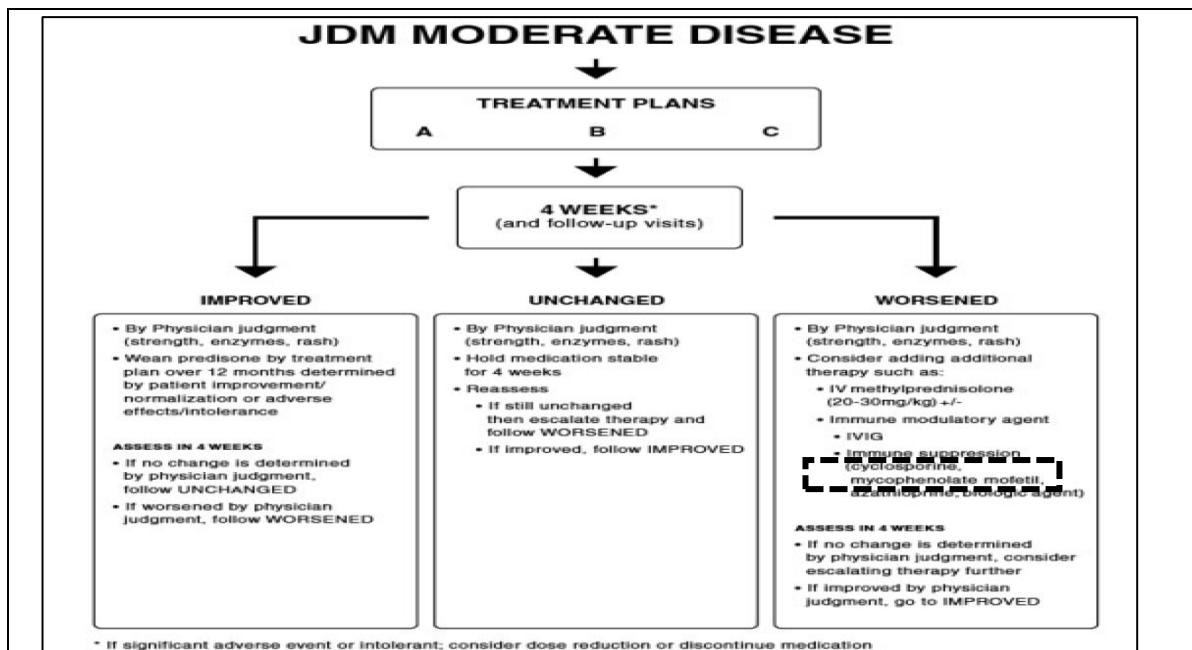 JDM MODERATE DISEASE
TREATMENT PLANS
A B C
4 WEEKS*
(and follow-up visits)
IMPROVED
• By Physician judgment
(strength, enzymes, rash)
• Wean predisone by treatment
plan over 12 months determined
by patient improvement/
normalization or adverse
effects/intolerance
ASSESS IN 4 WEEKS
• If no change is determined
by physician judgment,
follow UNCHANGED
• If worsened by physician
judgment, follow WORSENED
UNCHANGED
• By Physician judgment
(strength, enzymes, rash)
• Hold medication stable
for 4 weeks
• Reassess
• If still unchanged
then escalate therapy and
follow WORSENED
• If improved, follow IMPROVED
WORSENED
• By Physician judgment
(strength, enzymes, rash)
• Consider adding additional
therapy such as:
• IV methylprednisolone
(20-30mg/kg) +/-
• Immune modulatory agent
• IVIG
• Immune suppression
(cyclosporine,
mycophenolate mofetil,
azathioprine, biologic agent)
ASSESS IN 4 WEEKS
• If no change is determined
by physician judgment, consider
escalating therapy further
• If improved by physician
judgment, go to IMPROVED
* If significant adverse event or intolerant; consider dose reduction or discontinue medication